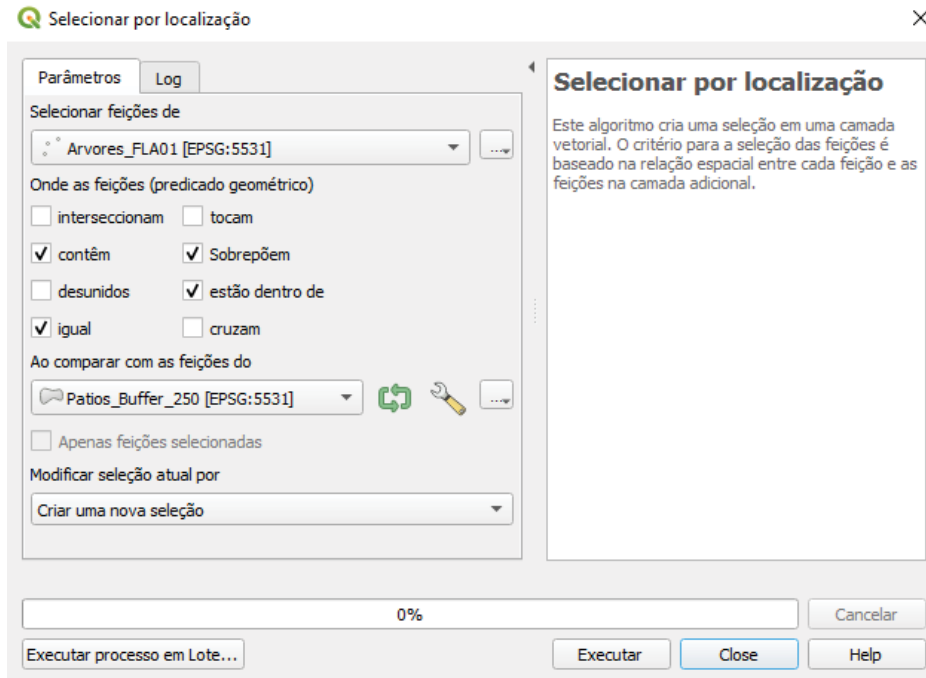 Selecionar por localização
Parâmetros
Log
Selecionar feições de
Arvores_FLA01 [EPSG:5531]
...
Onde as feições (predicado geométrico)
interseccionam
tocam
contêm
Sobrepõem
desunidos
estão dentro de
igual
cruzam
Ao comparar com as feições do
Patios_Buffer_250 [EPSG:5531]
...
Apenas feições selecionadas
Modificar seleção atual por
Criar uma nova seleção
Selecionar por localização
Este algoritmo cria uma seleção em uma camada
vetorial. O critério para a seleção das feições é
baseado na relação espacial entre cada feição e as
feições na camada adicional.
0%
Cancelar
Executar processo em Lote...
Executar
Close
Help